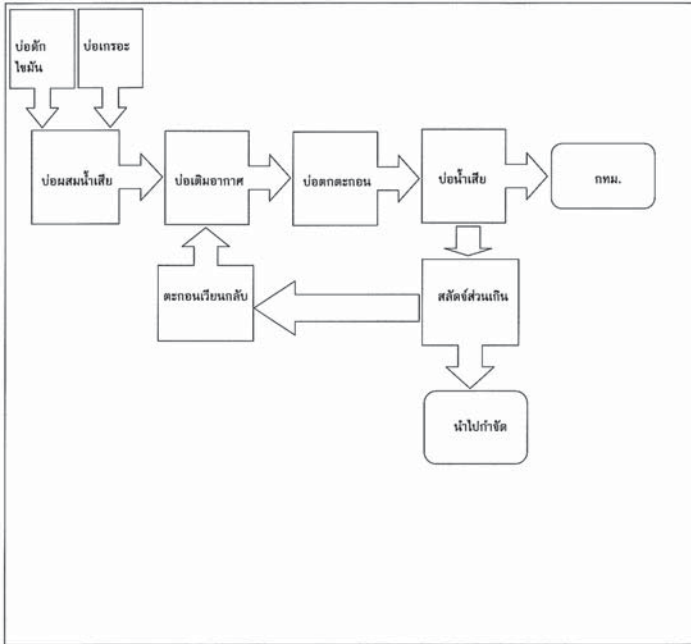 บ่อดัก
ไขมัน
บ่อเกรอะ
บ่อผสมน้ำเสีย
บ่อเติมอากาศ
บ่อตกตะกอน
บ่อน้ำเสีย
กทม.
ตะกอนเวียนกลับ
สลัดจ์ส่วนเกิน
นำไปกำจัด